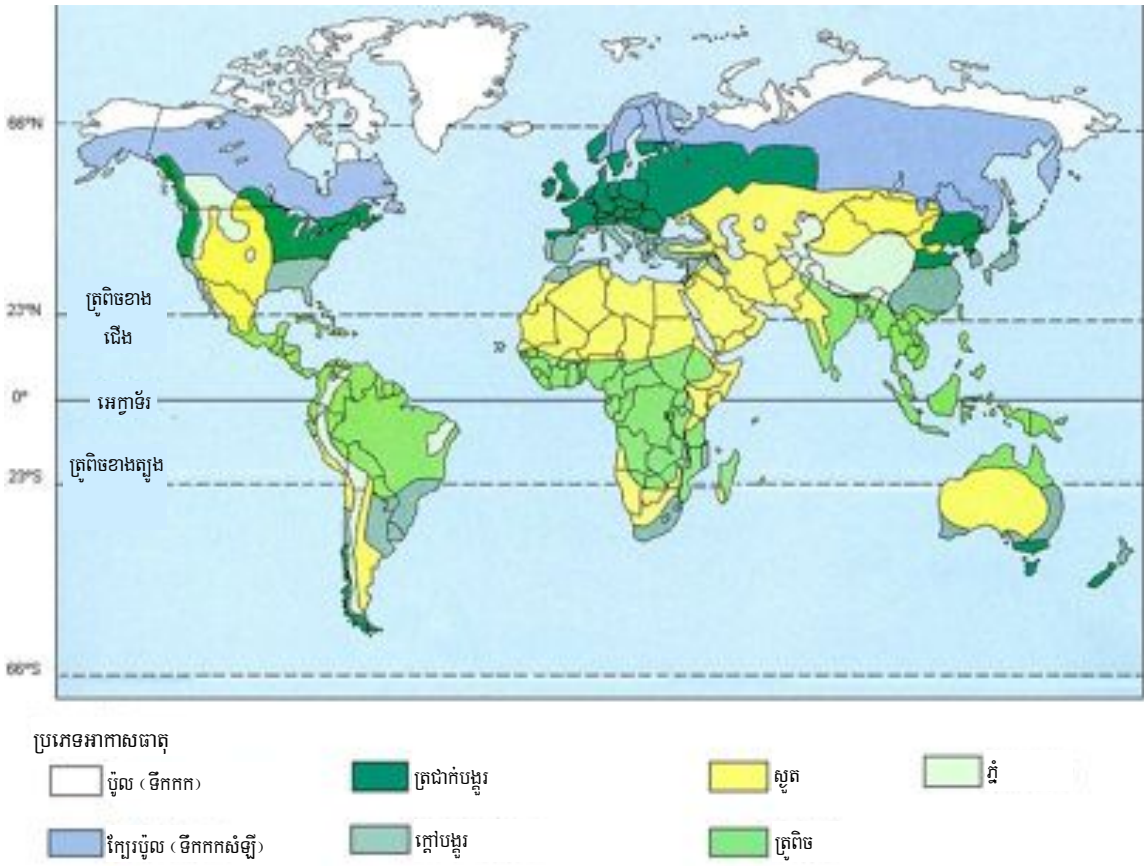 66°N
ត្រូពិចខាង
ជើង
23°N
0°
អេក្វាទ័រ
ត្រូពិចខាងត្បូង
23°S
66°S
ប្រភេទអាកាសធាតុ
ប៉ូល (ទឹកកក)
ត្រជាក់បង្គួរ
ស្ងួត
ភ្នំ
ក្បែរប៉ូល (ទឹកកកសំឡី)
ក្ដៅបង្គួរ
ត្រូពិច